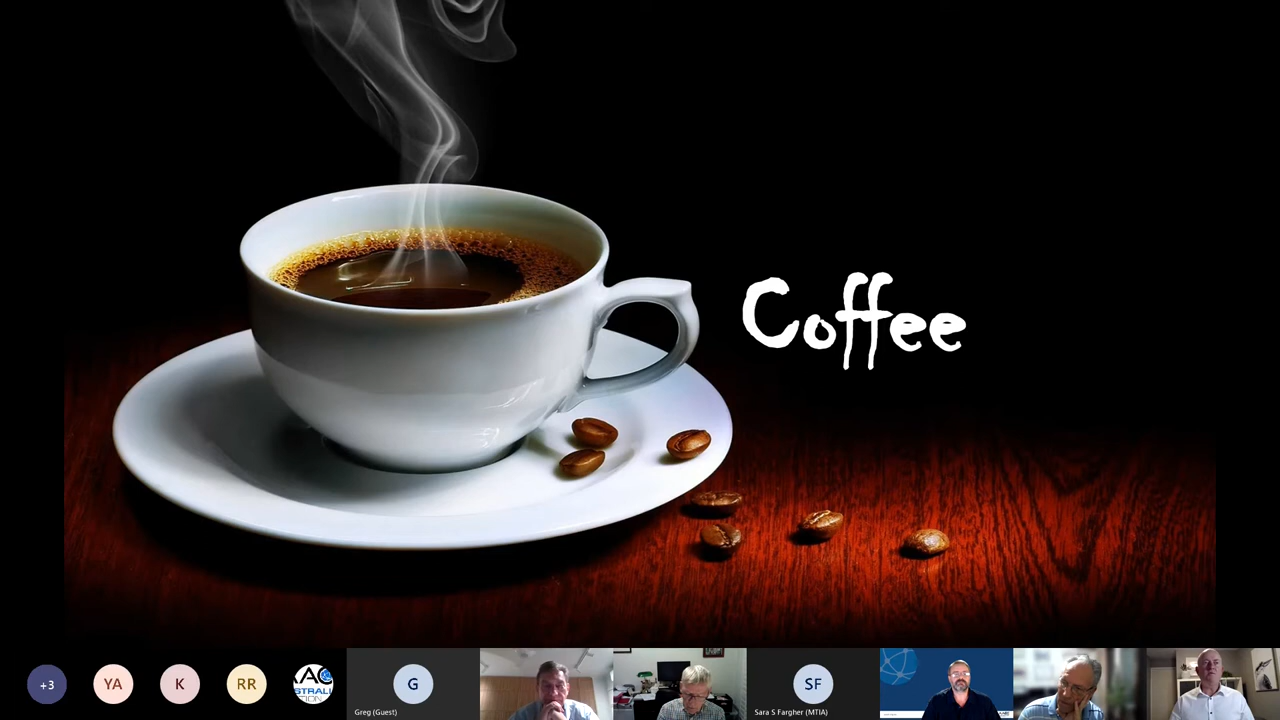 Coffee
+3
YA
K
RR
G
SF
Greg (Guest)
Sara S Fargher (MTIA)